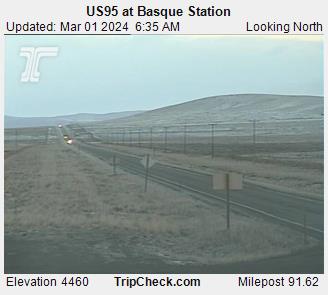 US95 at Basque Station
Updated: Mar 01 2024 6:35 AM Looking North
Elevation 4460 TripCheck.com Milepost 91.62